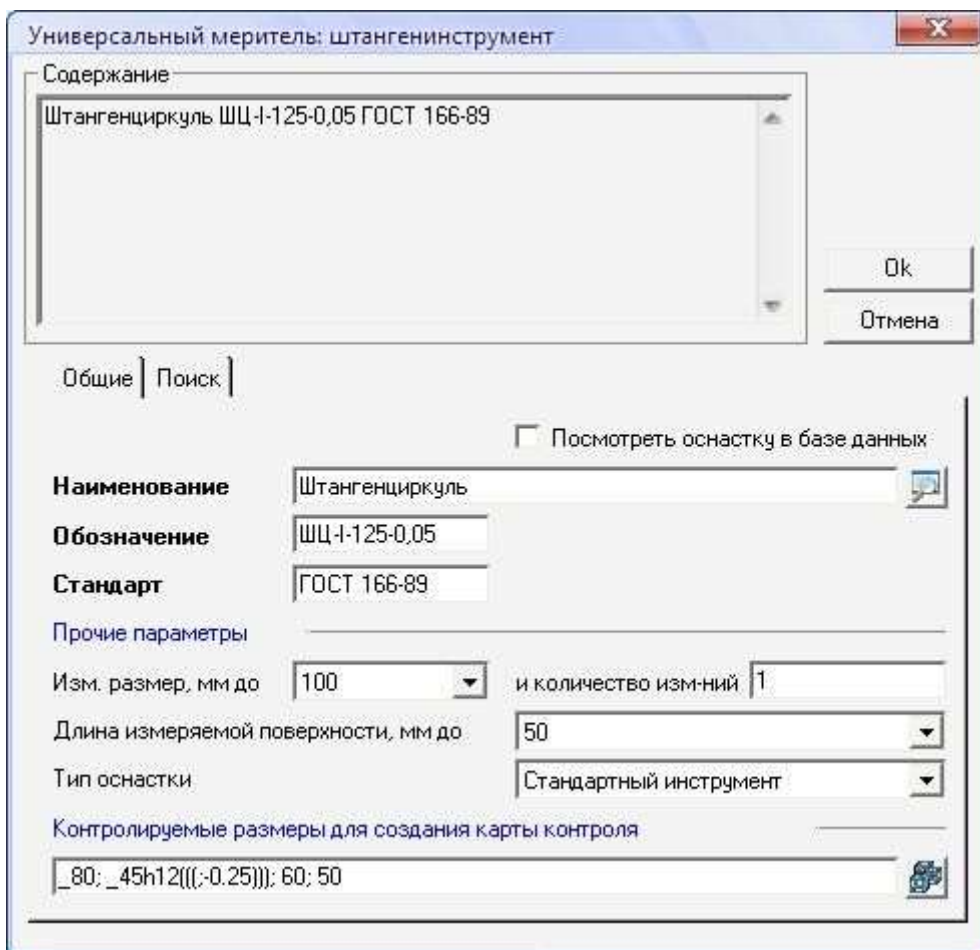 Универсальный меритель: штангенинструмент
Содержание
Штангенциркуль ШЦ-I-125-0,05 ГОСТ 166-89
Ok
Отмена
Общие Поиск
Посмотреть оснастку в базе данных
Наименование Штангенциркуль
Обозначение ШЦ-I-125-0,05
Стандарт ГОСТ 166-89
Прочие параметры
Изм. размер, мм до 100 и количество изм-ний 1
Длина измеряемой поверхности, мм до 50
Тип оснастки Стандартный инструмент
Контролируемые размеры для создания карты контроля
_80; _45h12(((;-0.25))); 60; 50